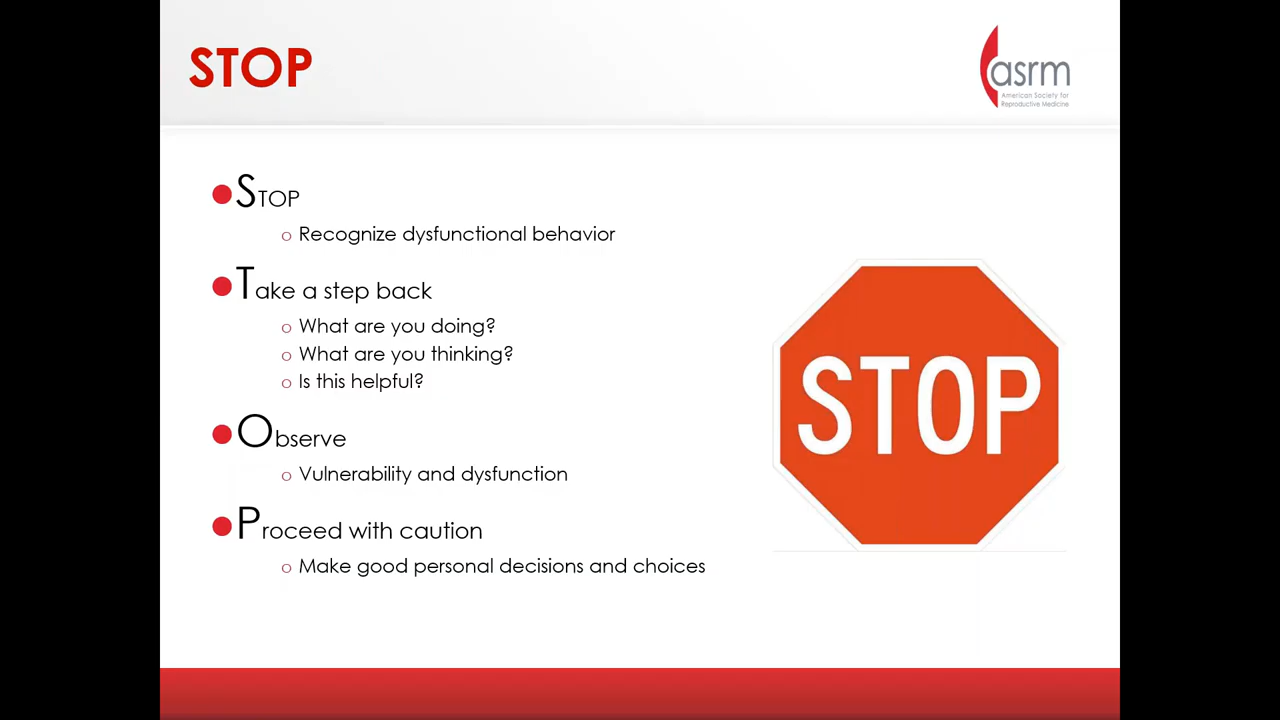 STOP
asrm
American Society for
Reproductive Medicine
STOP
Recognize dysfunctional behavior
Take a step back
What are you doing?
What are you thinking?
Is this helpful?
Observe
Vulnerability and dysfunction
Proceed with caution
Make good personal decisions and choices
STOP